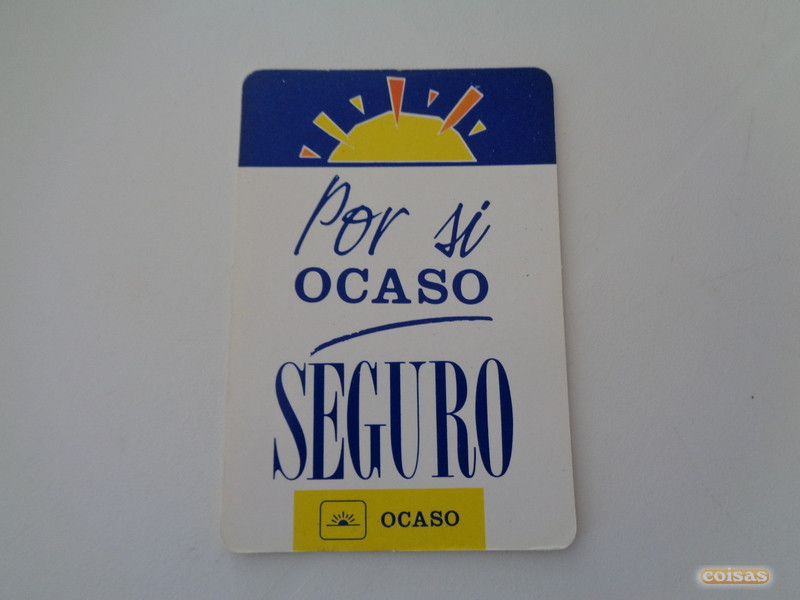 Por si
OCASO
SEGURO
OCASO
coisas